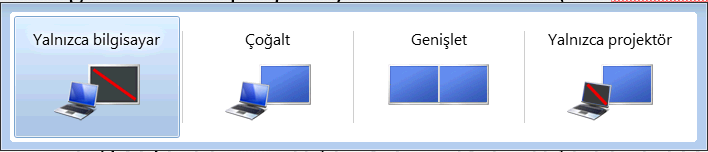 Yalnızca bilgisayar
Çoğalt
Genişlet
Yalnızca projektör